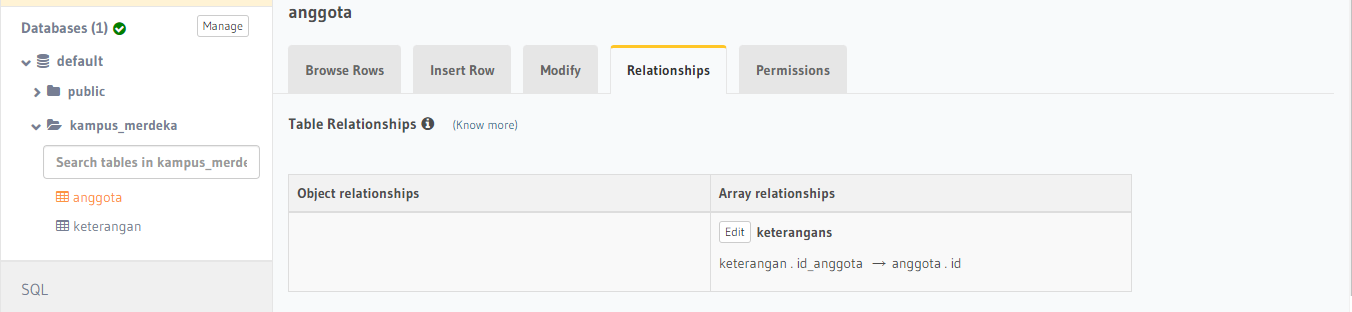 anggota
Databases (1)
Manage
default
public
kampus_merdeka
Search tables in kampus_merde
anggota
keterangan
SQL
Browse Rows
Insert Row
Modify
Relationships
Permissions
Table Relationships
(Know more)
Object relationships
Array relationships
Edit keterangans
keterangan . id_anggota → anggota . id